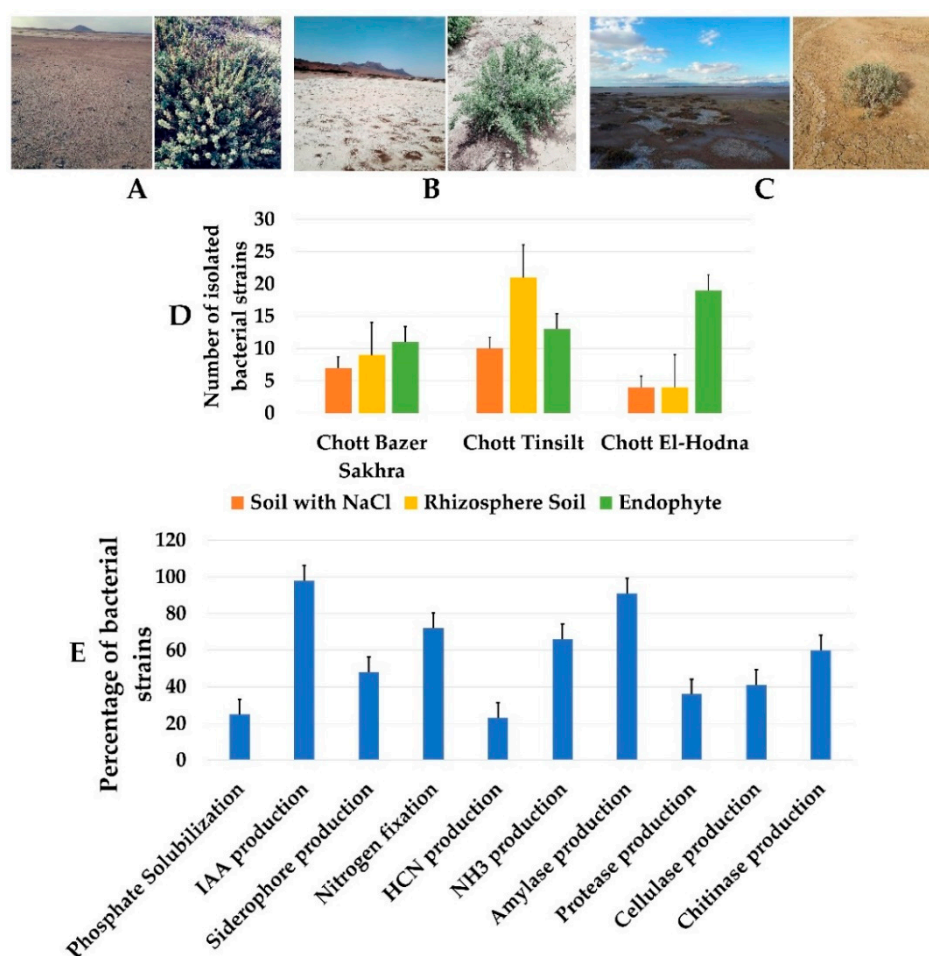 A B C
D
Number of isolated
bacterial strains
30
25
20
15
10
5
0
Chott Bazer
Sakhra
Chott Tinsilt
Chott El-Hodna
Soil with NaCl Rhizosphere Soil Endophyte
E
Percentage of bacterial
strains
120
100
80
60
40
20
0
Phosphate Solubilization
IAA production
Siderophore production
Nitrogen fixation
HCN production
NH3 production
Amylase production
Protease production
Cellulase production
Chitinase production